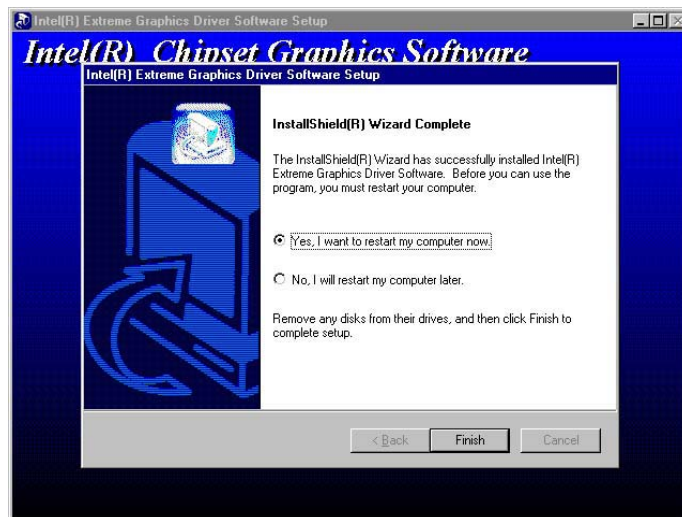 Intel(R) Extreme Graphics Driver Software Setup
Intel(R) Chipset Graphics Software
Intel(R) Extreme Graphics Driver Software Setup
InstallShield(R) Wizard Complete
The InstallShield(R) Wizard has successfully installed Intel(R)
Extreme Graphics Driver Software. Before you can use the
program, you must restart your computer.
Yes, I want to restart my computer now.
No, I will restart my computer later.
Remove any disks from their drives, and then click Finish to
complete setup.
< Back Finish Cancel